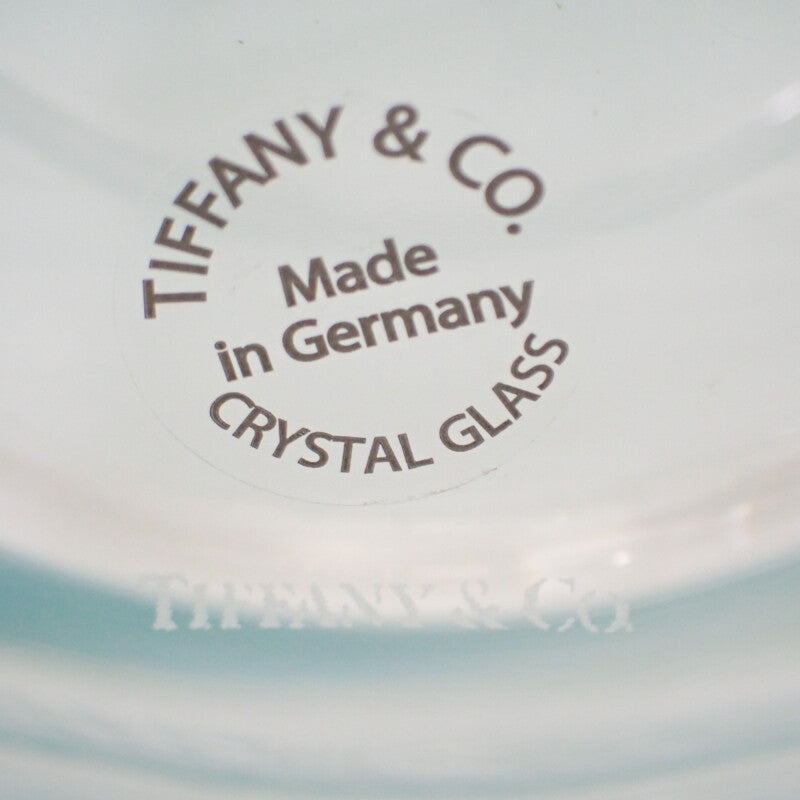 TIFFANY & CO.
Made
in Germany
CRYSTAL GLASS
TIFFANY & CO.